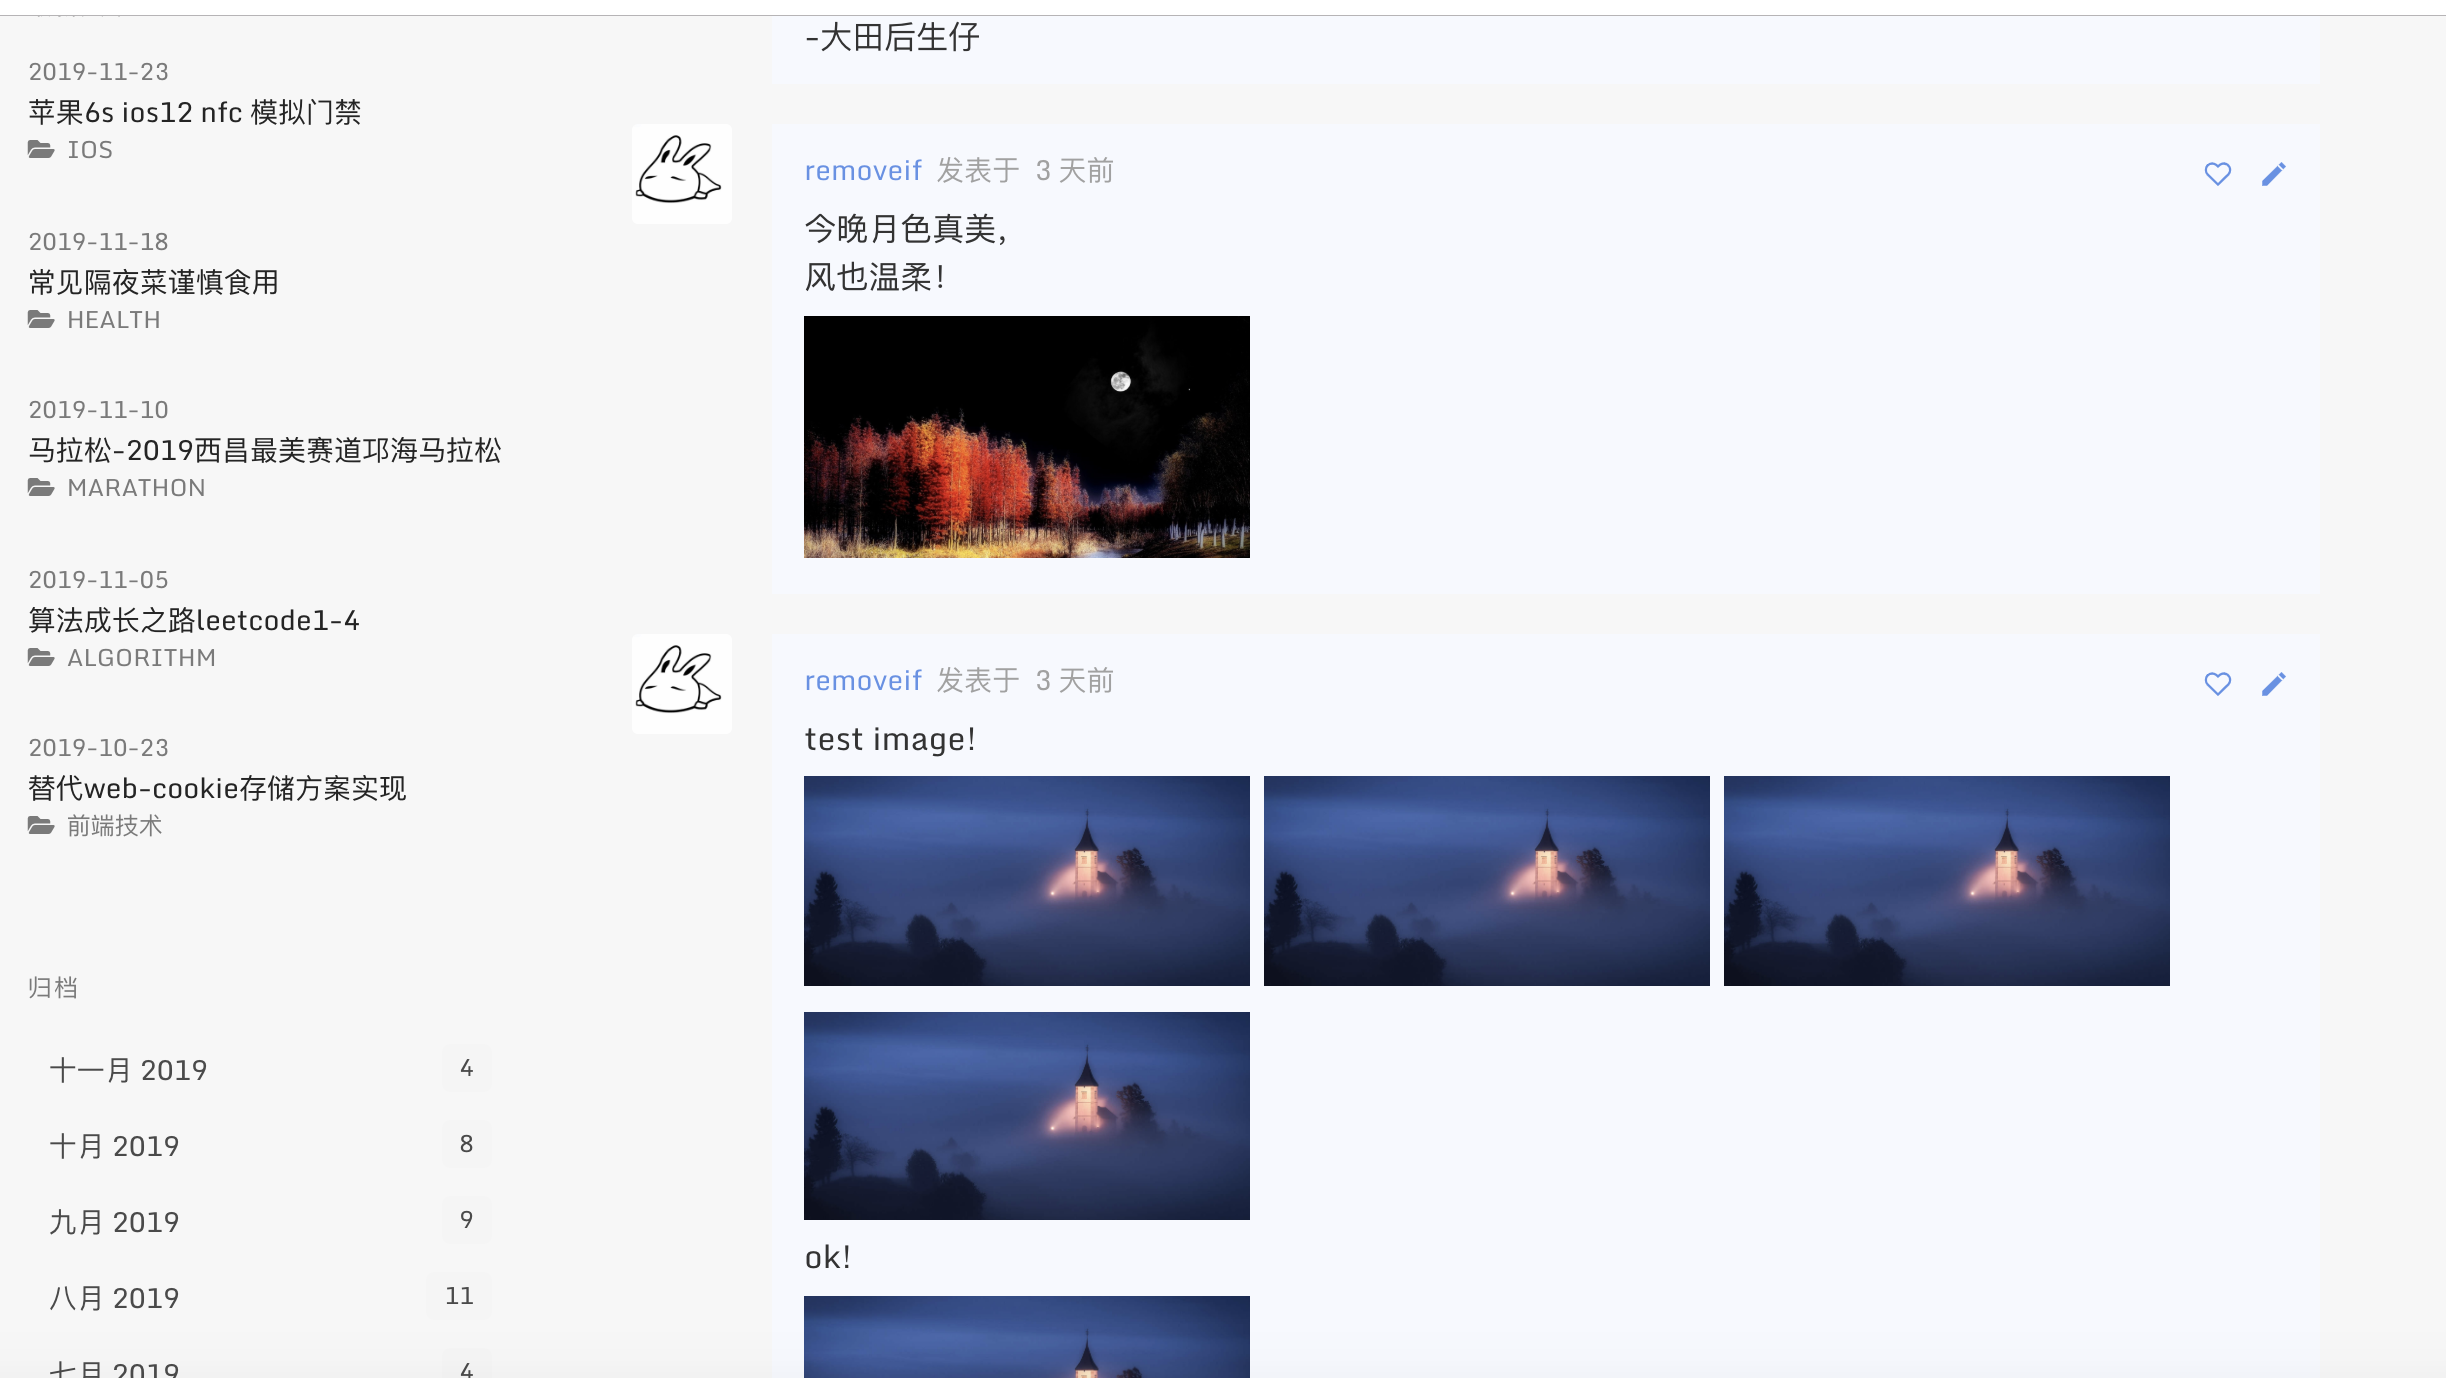 2019-11-23
苹果6s ios12 nfc 模拟门禁
IOS
2019-11-18
常见隔夜菜谨慎食用
HEALTH
2019-11-10
马拉松-2019西昌最美赛道邛海马拉松
MARATHON
2019-11-05
算法成长之路leetcode1-4
ALGORITHM
2019-10-23
替代web-cookie存储方案实现
前端技术
归档
十一月 2019 4
十月 2019 8
九月 2019 9
八月 2019 11
七月 2019 4
-大田后生仔
removeif 发表于 3 天前
今晚月色真美,
风也温柔!
removeif 发表于 3 天前
test image!
ok!